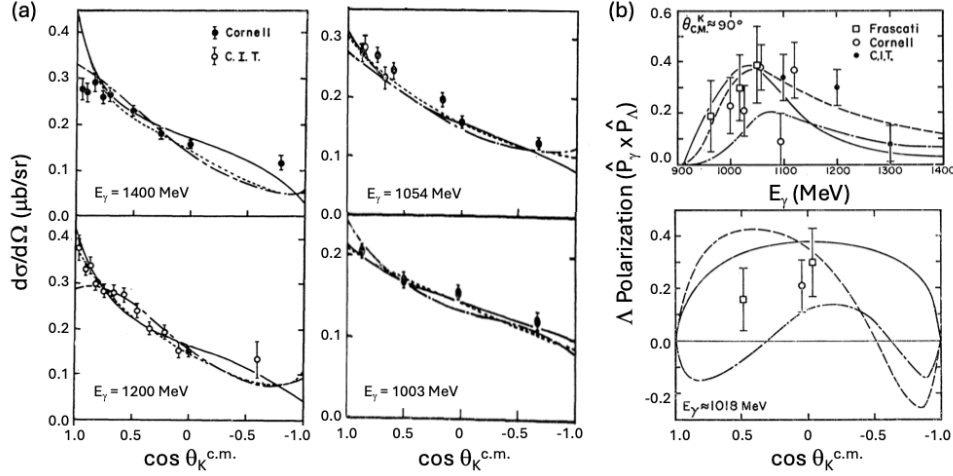 (a)
dσ/dΩ (μb/sr)
0.4
0.3
0.2
0.1
0.0
Cornell
C.I.T.
Eγ = 1400 MeV
0.3
0.2
0.1
0.0
Eγ = 1054 MeV
0.4
0.3
0.2
0.1
0.0
Eγ = 1200 MeV
1.0 0.5 0 -0.5 -1.0
cos θK c.m.
0.2
0.1
0.0
Eγ = 1003 MeV
1.0 0.5 0 -0.5 -1.0
cos θK c.m.
(b)
Λ Polarization (P̂γ x P̂Λ)
0.6
0.4
0.2
0.0
θ K C.M. ≈ 90°
Frascati
Cornell
C.I.T.
900 1000 1100 1200 1300 1400
Eγ (MeV)
0.4
0.2
0.0
-0.2
Eγ≈1018 MeV
1.0 0.5 0 -0.5 -1.0
cos θK c.m.